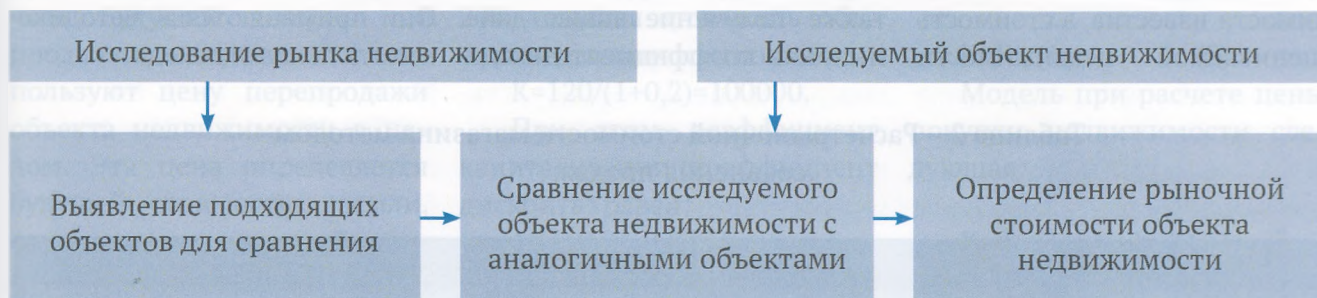 Исследование рынка недвижимости
Исследуемый объект недвижимости
Выявление подходящих
объектов для сравнения
Сравнение исследуемого
объекта недвижимости с
аналогичными объектами
Определение рыночной
стоимости объекта
недвижимости